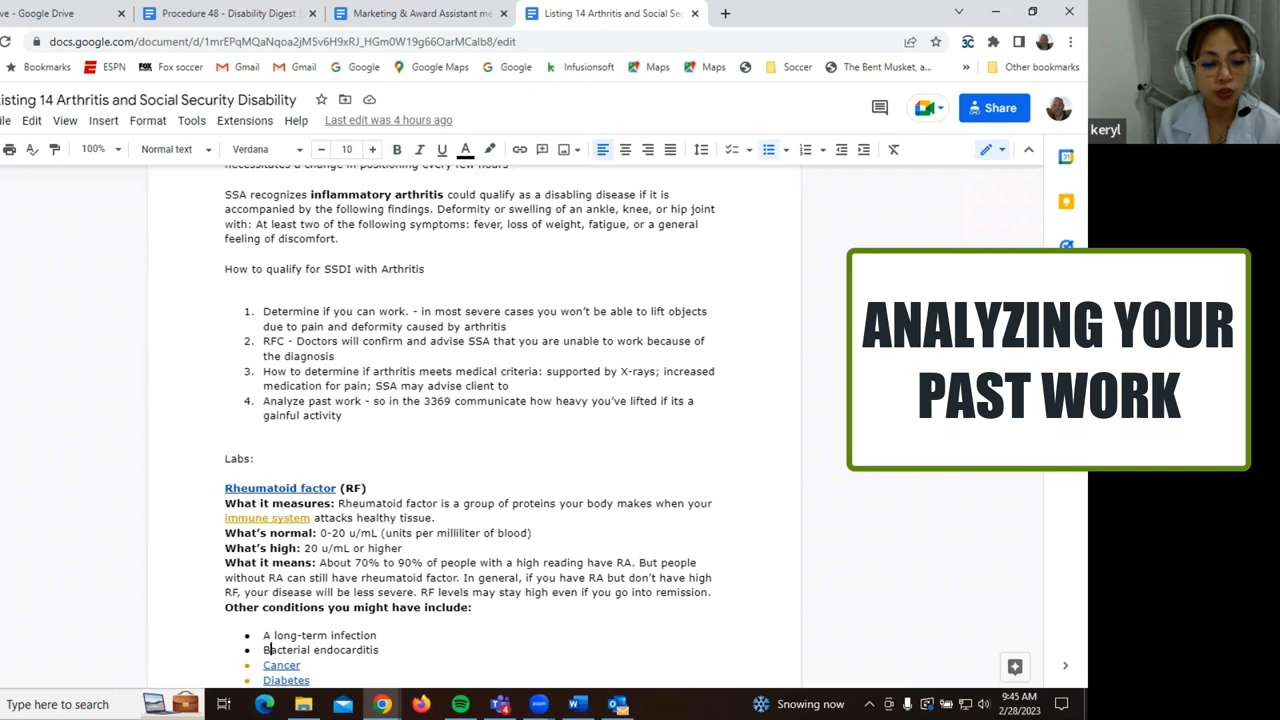 ve - Google Drive
Procedure 48 - Disability Digest
Marketing & Award Assistant me
Listing 14 Arthritis and Social Sec
docs.google.com/document/d/1mrEPqMQaNqoa2jM5v6H9xRJ_HGm0W19g66OarMCaIb8/edit
Bookmarks
ESPN
Fox soccer
Gmail
Gmail
Google
Google Maps
Google
Infusionsoft
Maps
Maps
Soccer
The Bent Musket, a...
Other bookmarks
isting 14 Arthritis and Social Security Disability
ile Edit View Insert Format Tools Extensions Help Last edit was 4 hours ago
Share
100% Normal text Verdana 10
necessitates a change in positioning every few hours
SSA recognizes inflammatory arthritis could qualify as a disabling disease if it is
accompanied by the following findings. Deformity or swelling of an ankle, knee, or hip joint
with: At least two of the following symptoms: fever, loss of weight, fatigue, or a general
feeling of discomfort.
How to qualify for SSDI with Arthritis
1. Determine if you can work. - in most severe cases you won't be able to lift objects
due to pain and deformity caused by arthritis
2. RFC - Doctors will confirm and advise SSA that you are unable to work because of
the diagnosis
3. How to determine if arthritis meets medical criteria: supported by X-rays; increased
medication for pain; SSA may advise client to
4. Analyze past work - so in the 3369 communicate how heavy you've lifted if its a
gainful activity
Labs:
Rheumatoid factor (RF)
What it measures: Rheumatoid factor is a group of proteins your body makes when your
immune system attacks healthy tissue.
What's normal: 0-20 u/mL (units per milliliter of blood)
What's high: 20 u/mL or higher
What it means: About 70% to 90% of people with a high reading have RA. But people
without RA can still have rheumatoid factor. In general, if you have RA but don't have high
RF, your disease will be less severe. RF levels may stay high even if you go into remission.
Other conditions you might have include:
• A long-term infection
• Bacterial endocarditis
• Cancer
• Diabetes
keryl
ANALYZING YOUR
PAST WORK
Type here to search
Snowing now
9:45 AM
2/28/2023